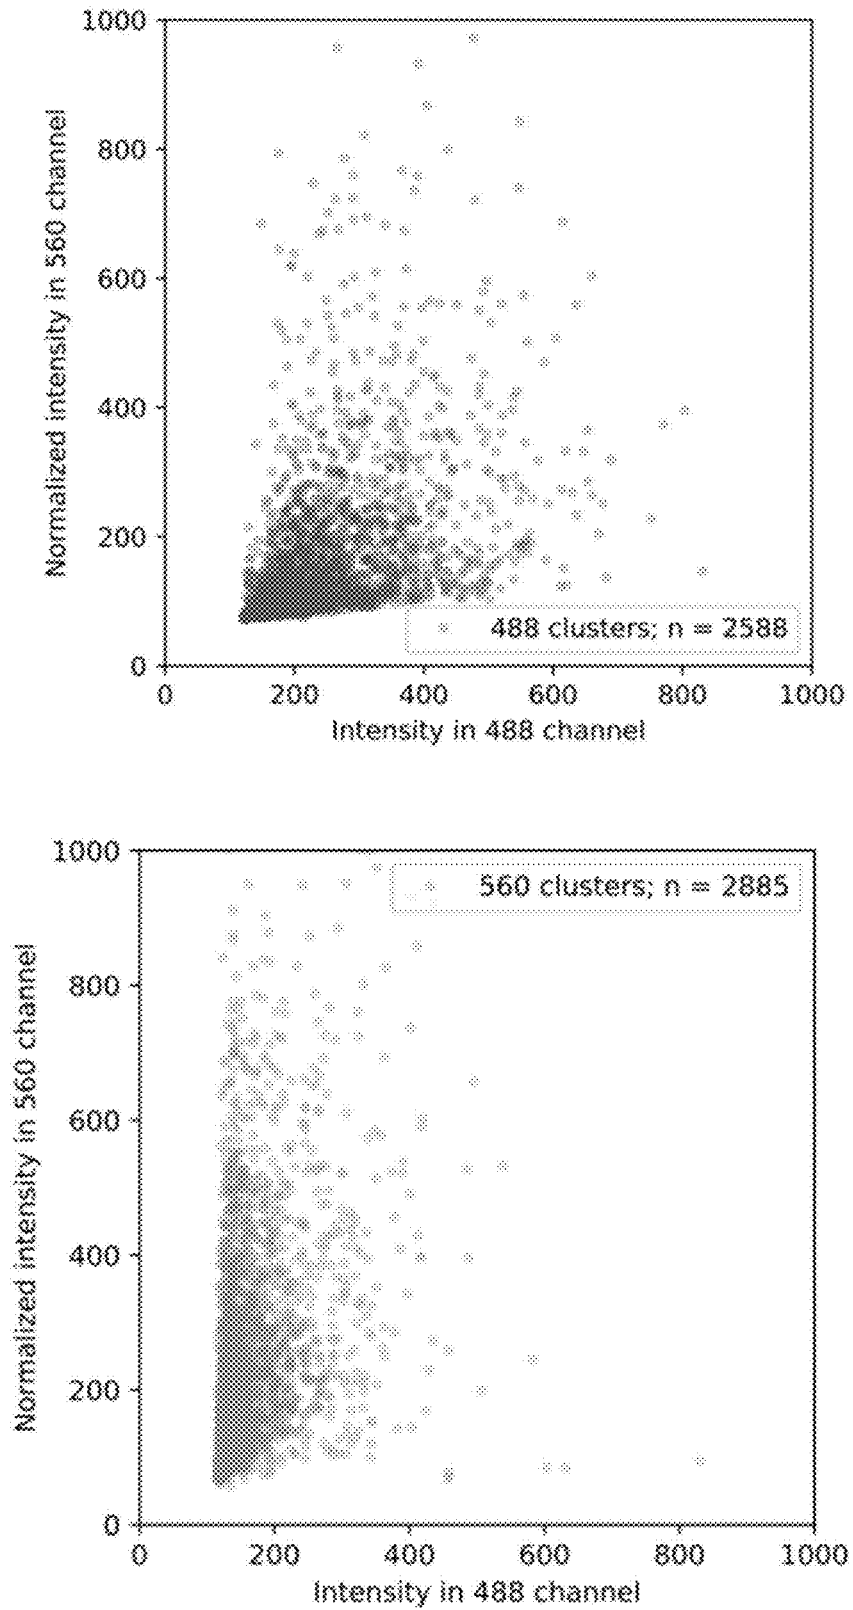 1000
800
600
400
200
0
Normalized intensity in 560 channel
488 clusters; n = 2588
0 200 400 600 800 1000
Intensity in 488 channel
1000
800
600
400
200
0
Normalized intensity in 560 channel
560 clusters; n = 2885
0 200 400 600 800 1000
Intensity in 488 channel